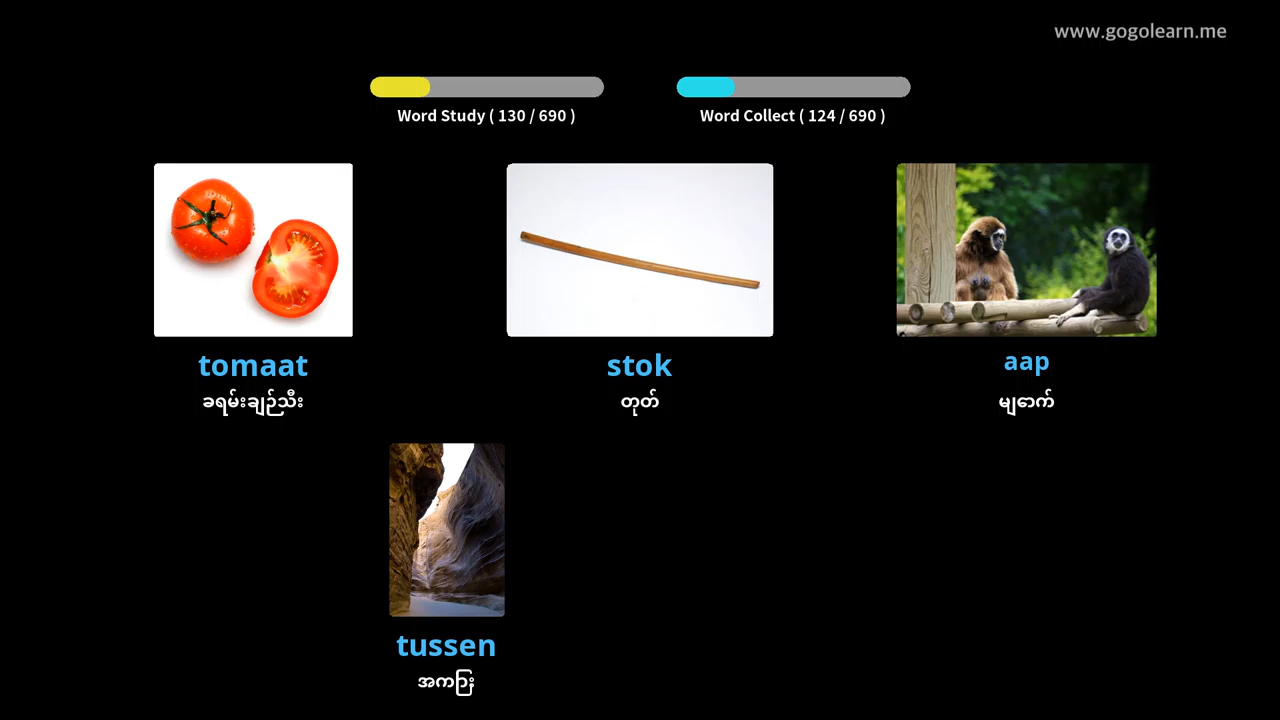 www.gogolearn.me
Word Study ( 130 / 690 )
Word Collect ( 124 / 690 )
tomaat
stok
aap
ခရမ်းချဉ်သီး
တုတ်
မျောက်
tussen
အကြား